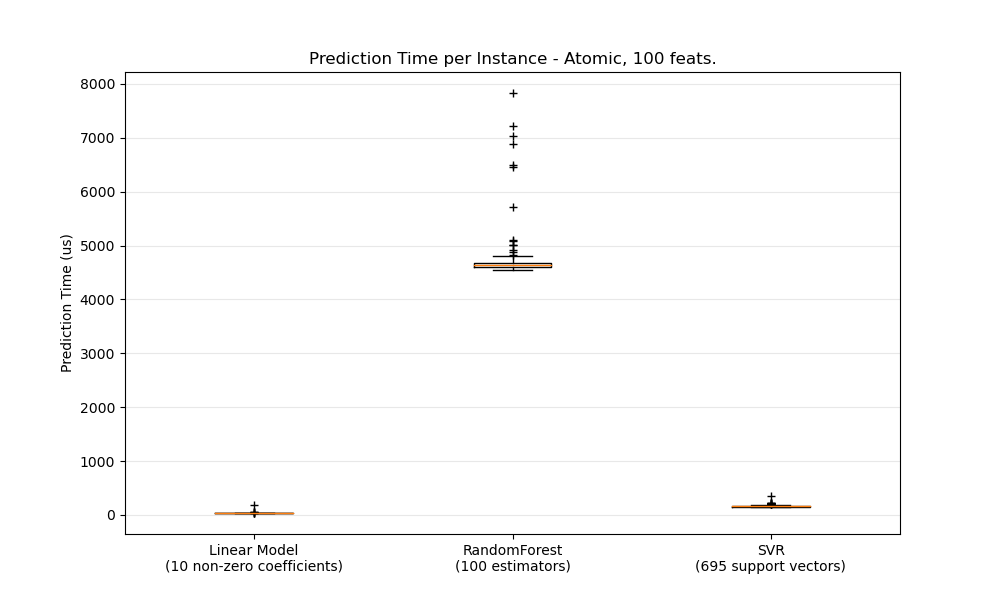 Prediction Time per Instance - Atomic, 100 feats.
8000
7000
6000
5000
4000
3000
2000
1000
0
Prediction Time (us)
Linear Model
(10 non-zero coefficients)
RandomForest
(100 estimators)
SVR
(695 support vectors)